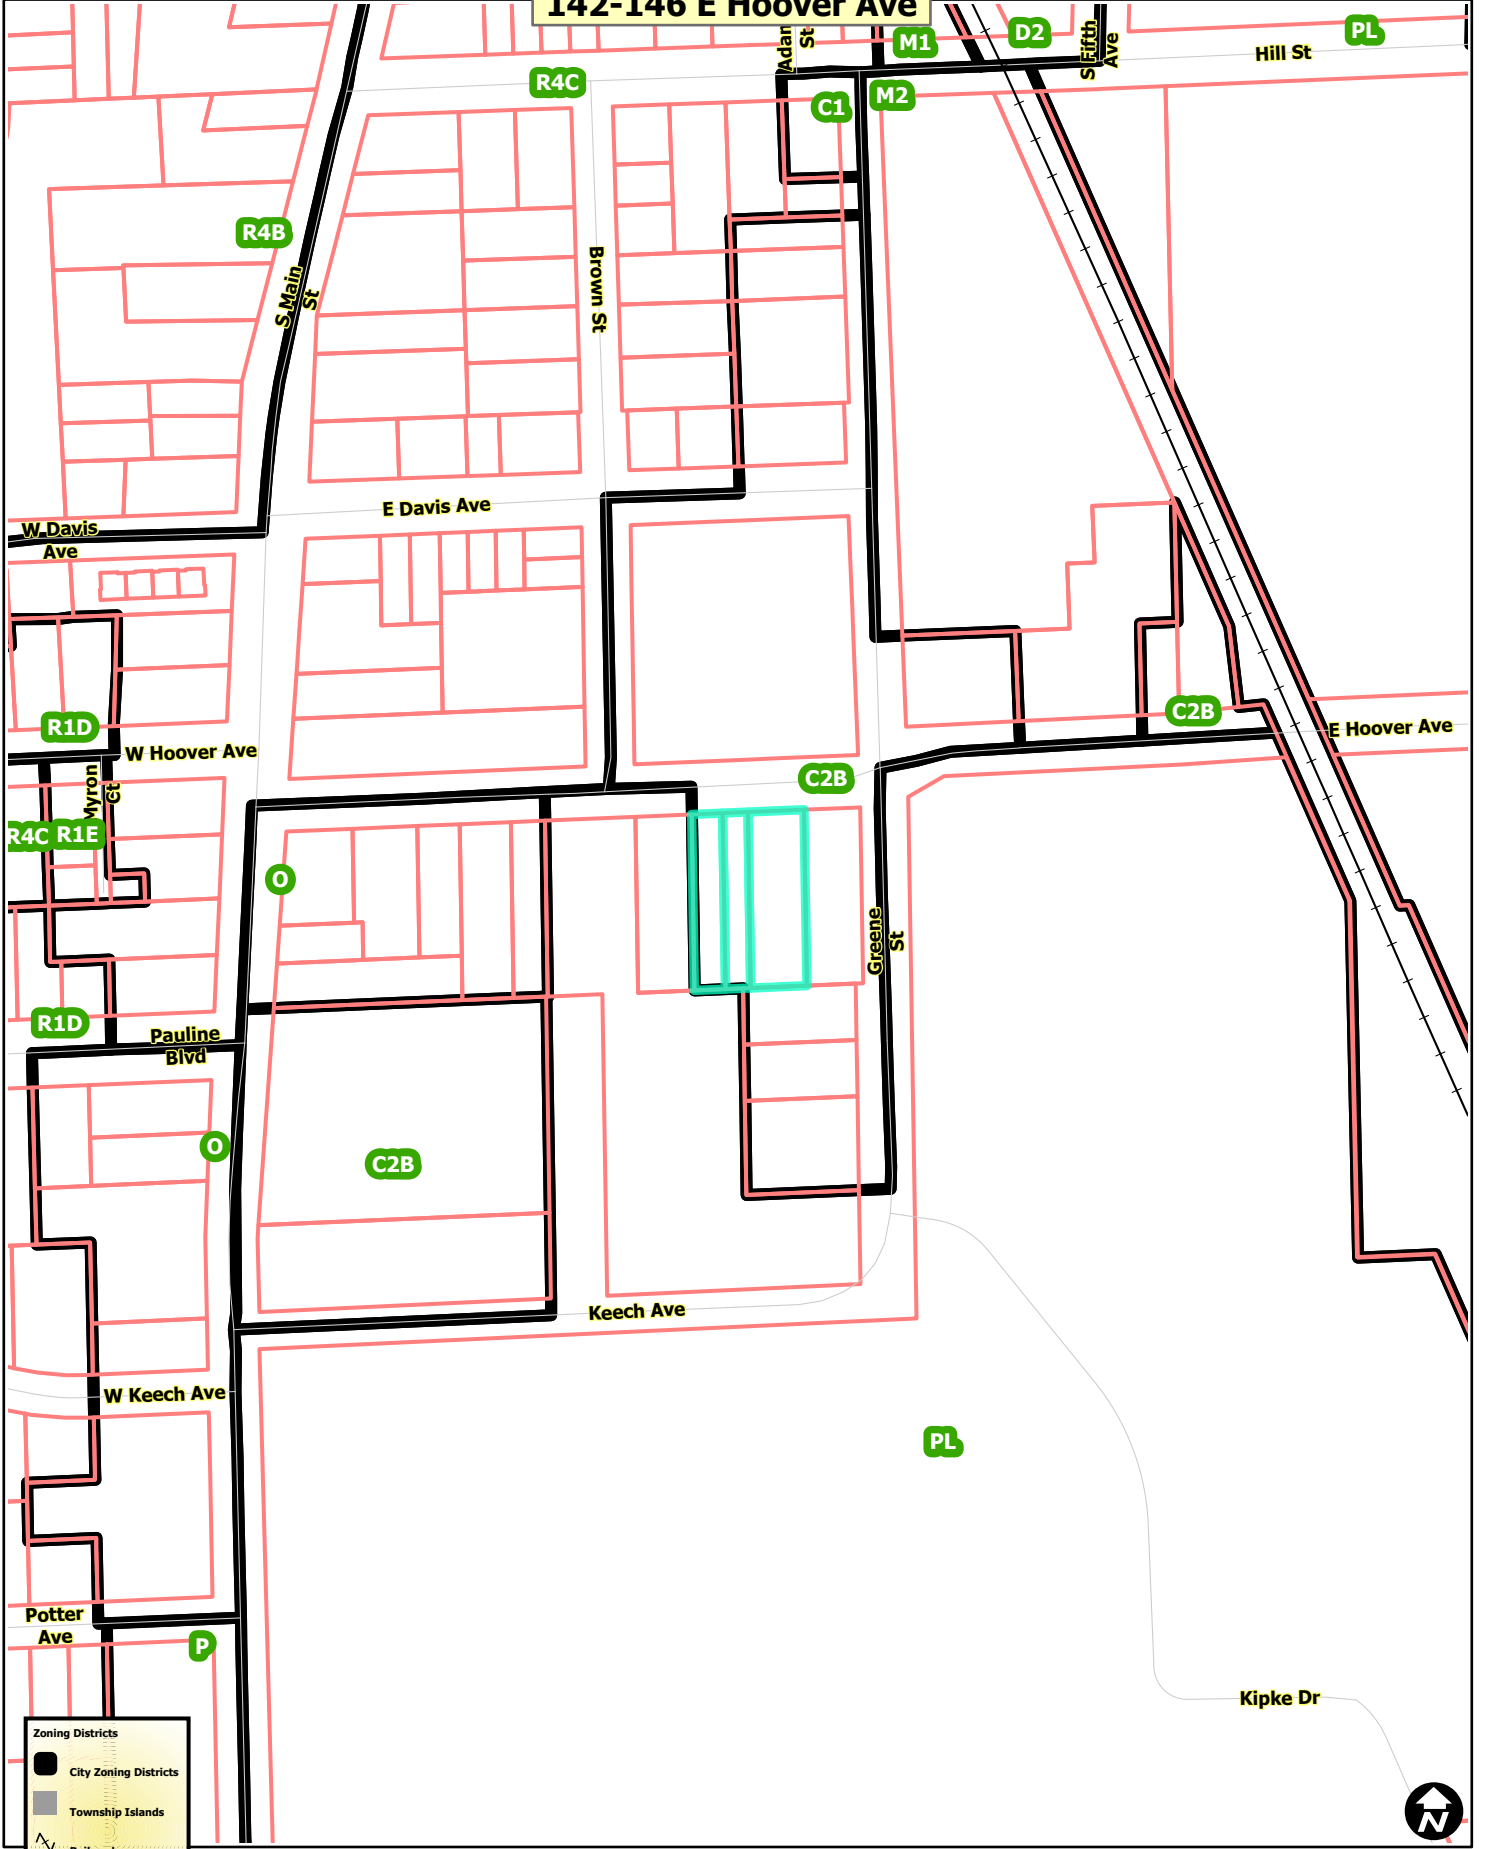 142-146 E Hoover Ave
M1
D2
PL
Adan
St
S Fifth
Ave
Hill St
R4C
C1
M2
R4B
S Main
St
Brown St
E Davis Ave
W Davis
Ave
R1D
C2B
E Hoover Ave
W Hoover Ave
Myron
Ct
C2B
R4C
R1E
O
Greene
St
R1D
Pauline
Blvd
O
C2B
Keech Ave
W Keech Ave
PL
Potter
Ave
P
Kipke Dr
Zoning Districts
City Zoning Districts
Township Islands
N